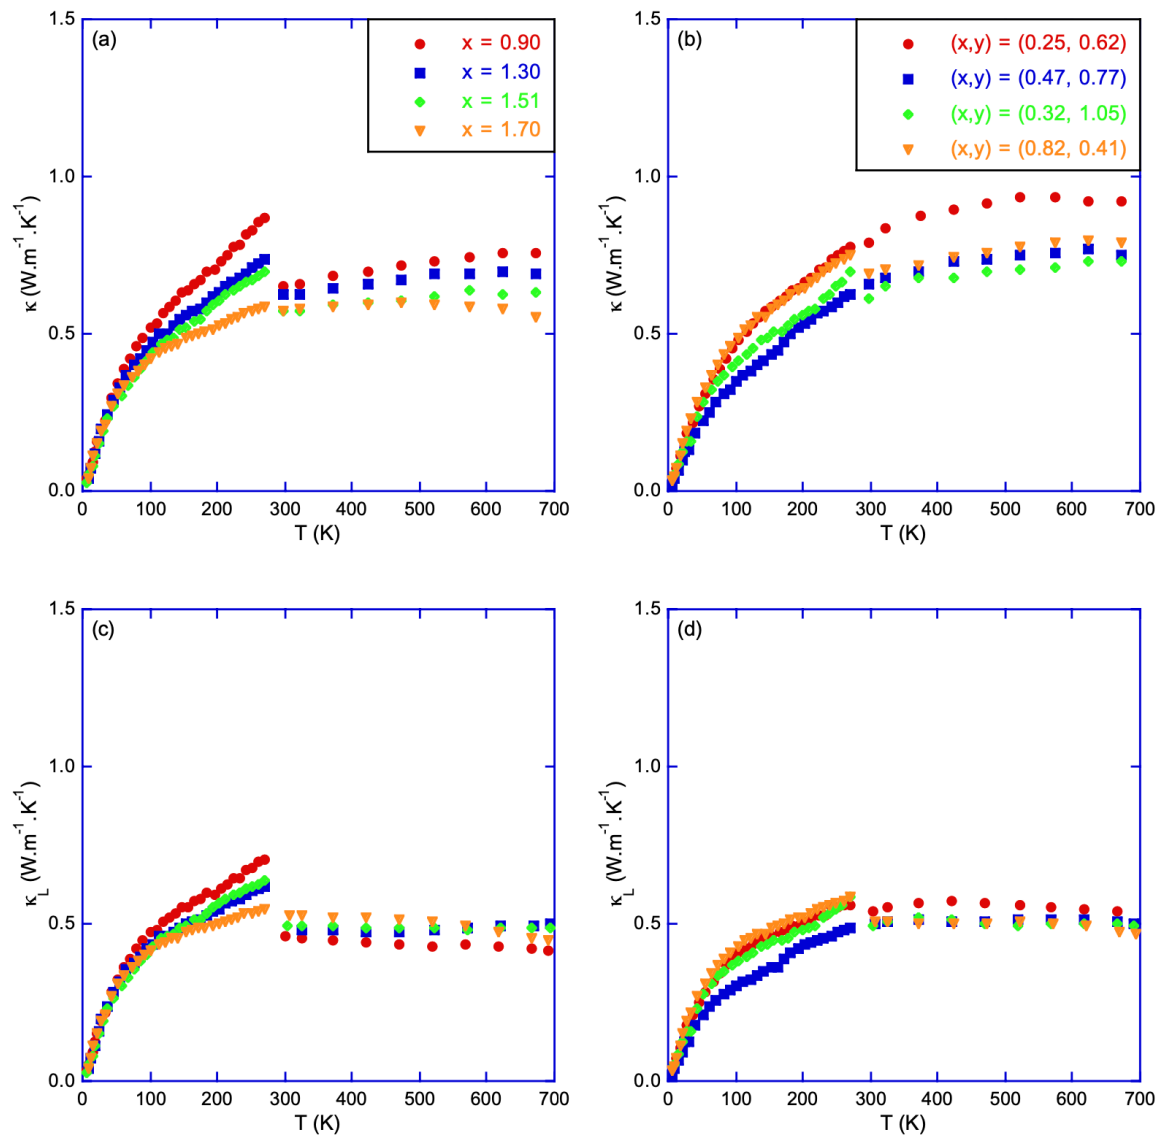 (a)
x = 0.90
x = 1.30
x = 1.51
x = 1.70
1.5
1.0
0.5
0.0
κ (W.m⁻¹.K⁻¹)
0 100 200 300 400 500 600 700
T (K)
(b)
(x,y) = (0.25, 0.62)
(x,y) = (0.47, 0.77)
(x,y) = (0.32, 1.05)
(x,y) = (0.82, 0.41)
1.5
1.0
0.5
0.0
κ (W.m⁻¹.K⁻¹)
0 100 200 300 400 500 600 700
T (K)
(c)
1.5
1.0
0.5
0.0
κ_L (W.m⁻¹.K⁻¹)
0 100 200 300 400 500 600 700
T (K)
(d)
1.5
1.0
0.5
0.0
κ_L (W.m⁻¹.K⁻¹)
0 100 200 300 400 500 600 700
T (K)